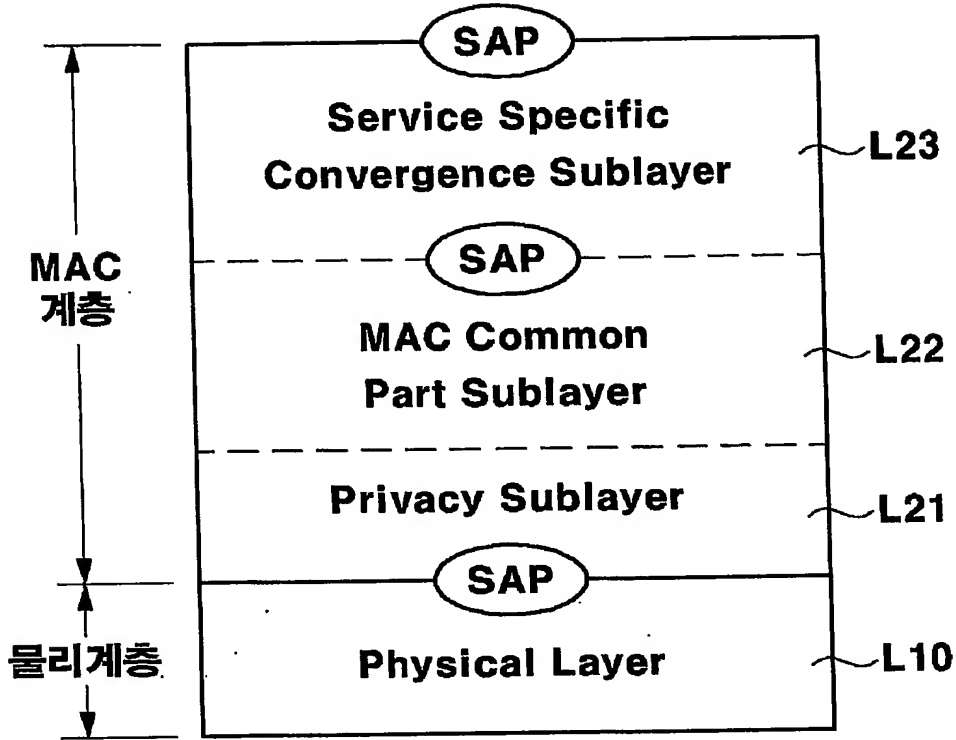 SAP
Service Specific
Convergence Sublayer
L23
SAP
MAC
계층
MAC Common
Part Sublayer
L22
Privacy Sublayer
L21
SAP
물리계층
Physical Layer
L10